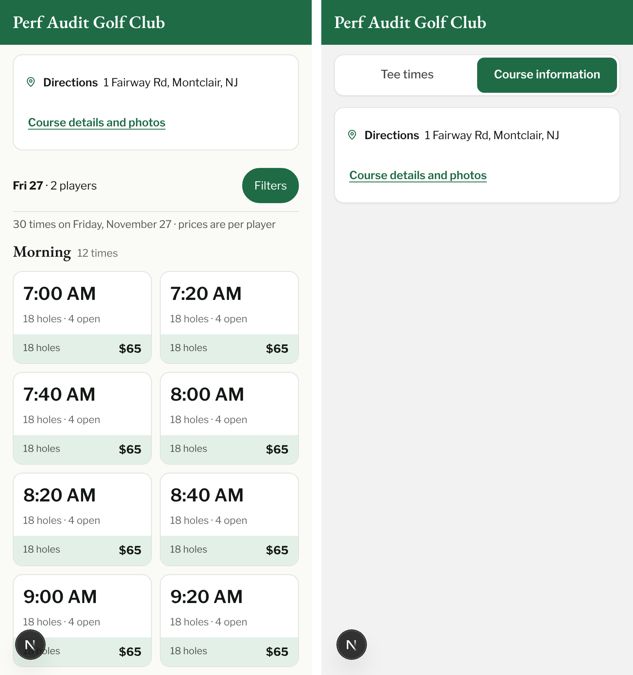 Perf Audit Golf Club
Directions 1 Fairway Rd, Montclair, NJ
Course details and photos
Fri 27 · 2 players
Filters
30 times on Friday, November 27 · prices are per player
Morning 12 times
7:00 AM
18 holes · 4 open
18 holes $65
7:20 AM
18 holes · 4 open
18 holes $65
7:40 AM
18 holes · 4 open
18 holes $65
8:00 AM
18 holes · 4 open
18 holes $65
8:20 AM
18 holes · 4 open
18 holes $65
8:40 AM
18 holes · 4 open
18 holes $65
9:00 AM
18 holes · 4 open
holes $65
9:20 AM
18 holes · 4 open
18 holes $65
N
Perf Audit Golf Club
Tee times
Course information
Directions 1 Fairway Rd, Montclair, NJ
Course details and photos
N